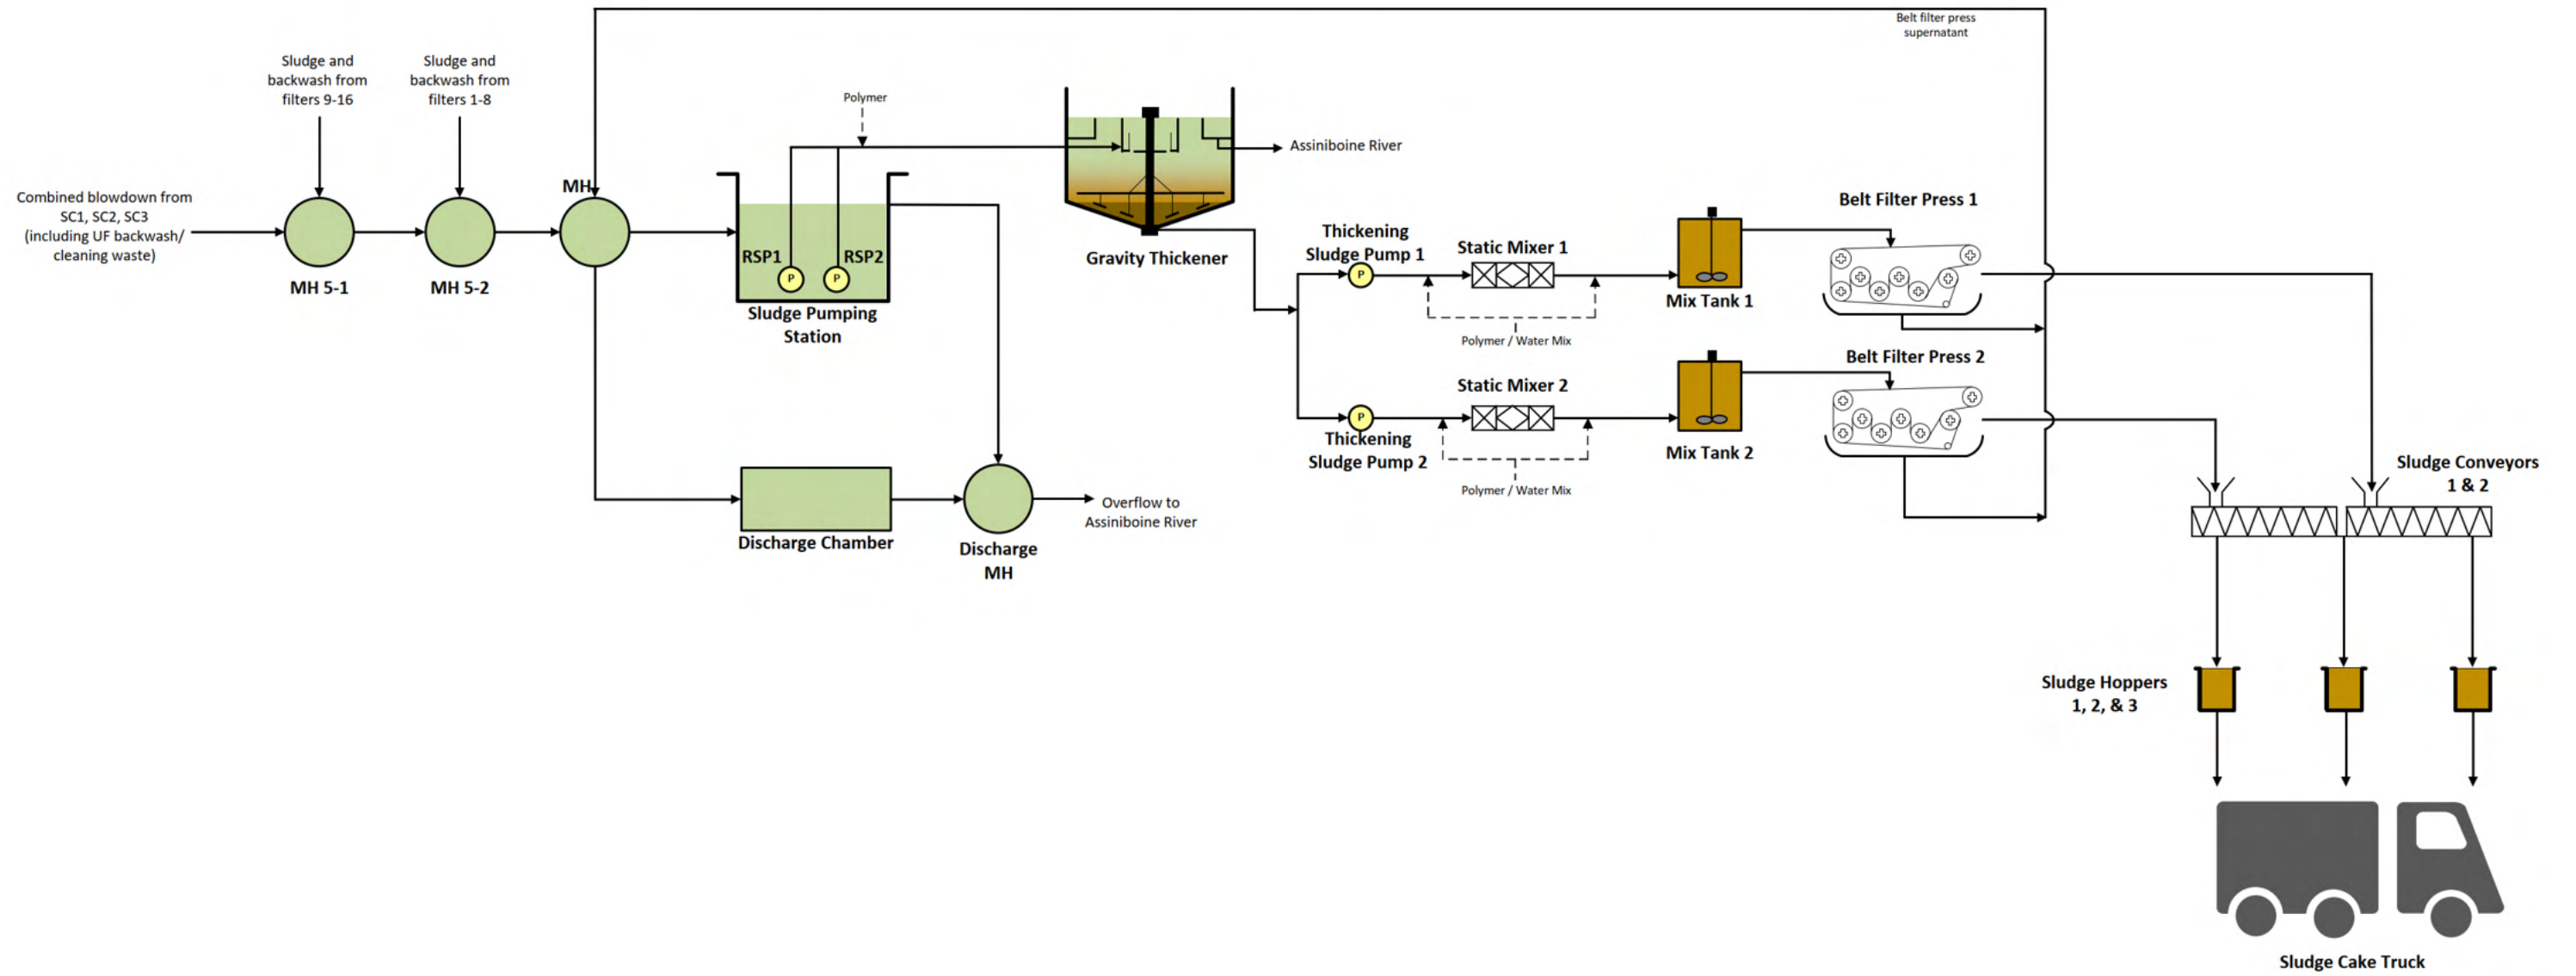 Belt filter press
supernatant
Sludge and
backwash from
filters 9-16
Sludge and
backwash from
filters 1-8
Polymer
Combined blowdown from
SC1, SC2, SC3
(including UF backwash/
cleaning waste)
MH 5-1
MH 5-2
MH
RSP1
RSP2
P
P
Sludge Pumping
Station
Assiniboine River
Gravity Thickener
Thickening
Sludge Pump 1
P
Static Mixer 1
Polymer / Water Mix
Mix Tank 1
Belt Filter Press 1
P
Thickening
Sludge Pump 2
Static Mixer 2
Polymer / Water Mix
Mix Tank 2
Belt Filter Press 2
Discharge Chamber
Discharge
MH
Overflow to
Assiniboine River
Sludge Conveyors
1 & 2
Sludge Hoppers
1, 2, & 3
Sludge Cake Truck